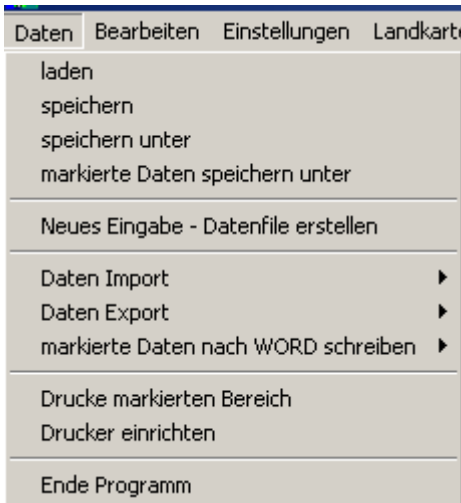 Daten Bearbeiten Einstellungen Landkart
laden
speichern
speichern unter
markierte Daten speichern unter
Neues Eingabe - Datenfile erstellen
Daten Import
Daten Export
markierte Daten nach WORD schreiben
Drucke markierten Bereich
Drucker einrichten
Ende Programm